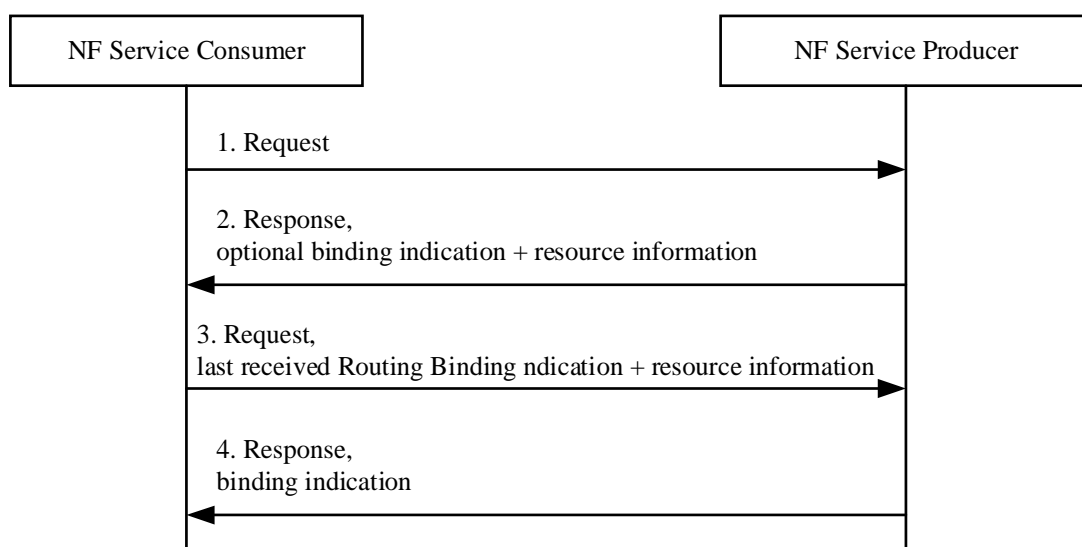 NF Service Consumer
NF Service Producer
1. Request
2. Response,
optional binding indication + resource information
3. Request,
last received Routing Binding ndication + resource information
4. Response,
binding indication